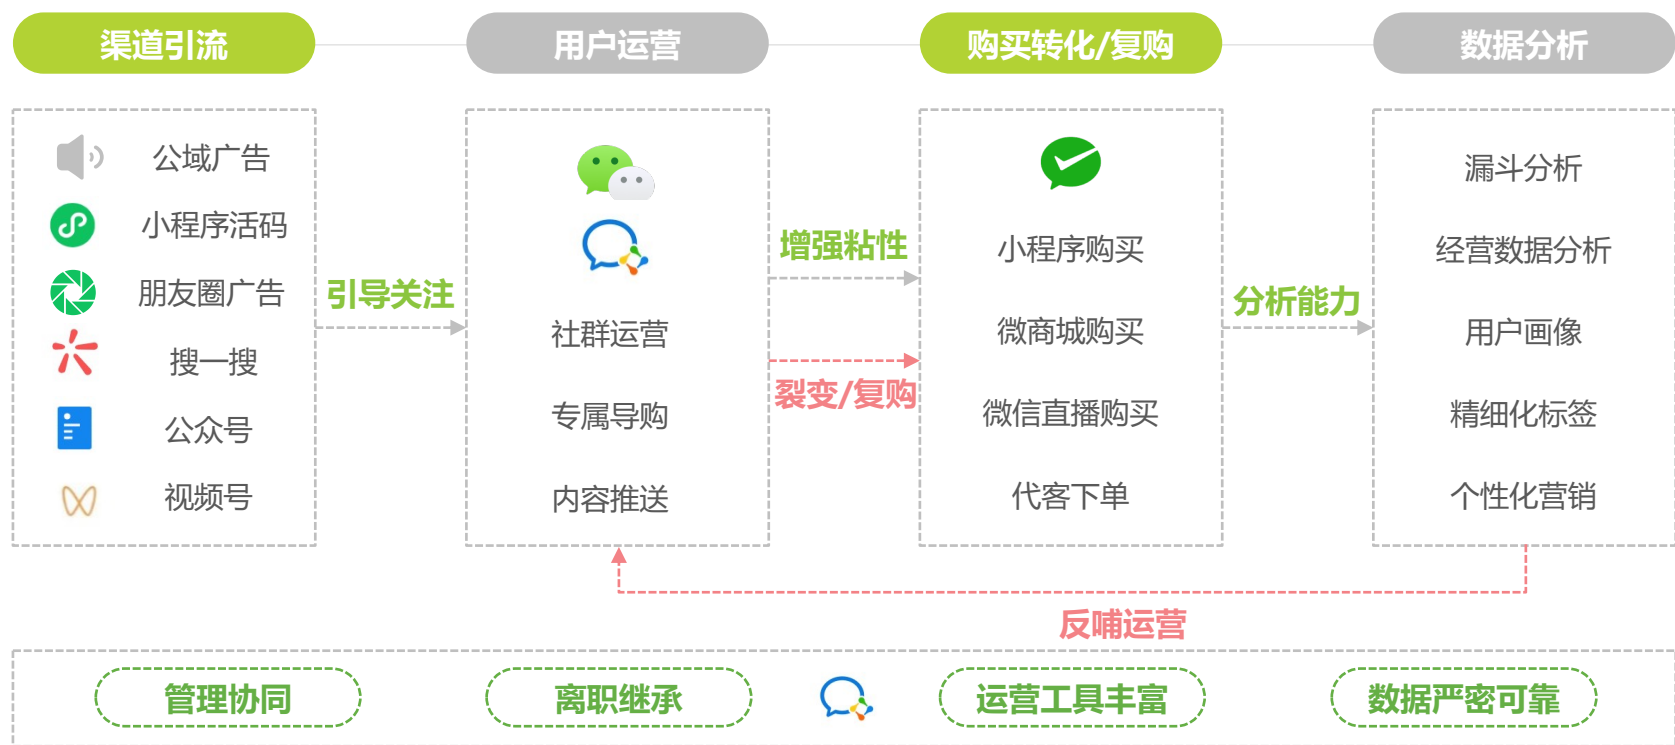 渠道引流
用户运营
购买转化/复购
数据分析
公域广告
小程序活码
朋友圈广告
搜一搜
公众号
视频号
引导关注
社群运营
专属导购
内容推送
增强粘性
裂变/复购
小程序购买
微商城购买
微信直播购买
代客下单
分析能力
漏斗分析
经营数据分析
用户画像
精细化标签
个性化营销
反哺运营
管理协同
离职继承
运营工具丰富
数据严密可靠